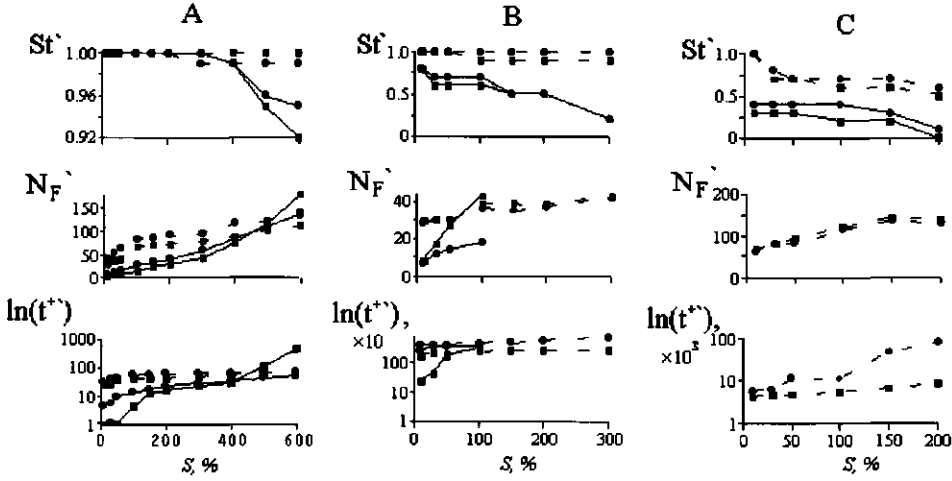 A B C
St` St` St`
1.00 1.0 1.0
0.96 0.5 0.5
0.92 0 0
N_F` N_F` N_F`
150 40 200
100 20 100
50 0 0
0
ln(t⁺`) ln(t⁺`), ×10 ln(t⁺`), ×10³
1000 100 100
100 10 10
10 1 1
1
0 200 400 600 0 100 200 300 0 50 100 150 200
S, % S, % S, %